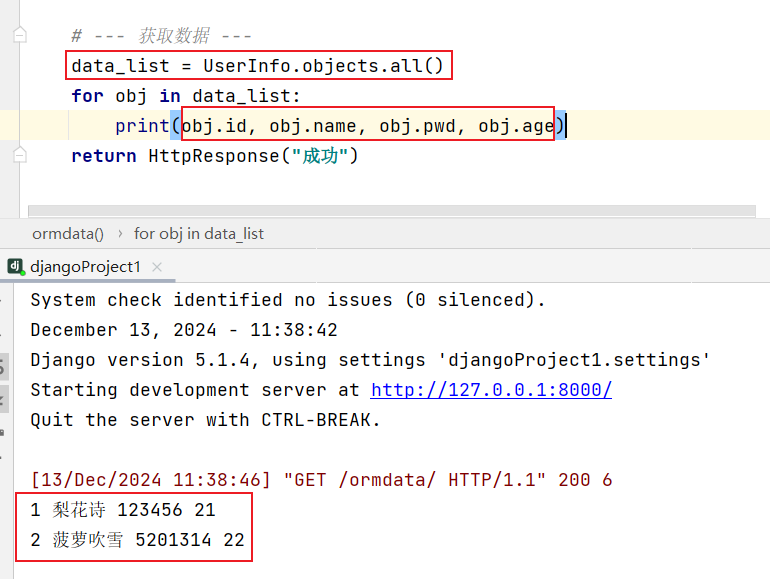 # --- 获取数据 ---
data_list = UserInfo.objects.all()
for obj in data_list:
print(obj.id, obj.name, obj.pwd, obj.age)
return HttpResponse("成功")
ormdata() › for obj in data_list
dj djangoProject1 ×
System check identified no issues (0 silenced).
December 13, 2024 - 11:38:42
Django version 5.1.4, using settings 'djangoProject1.settings'
Starting development server at http://127.0.0.1:8000/
Quit the server with CTRL-BREAK.
[13/Dec/2024 11:38:46] "GET /ormdata/ HTTP/1.1" 200 6
1 梨花诗 123456 21
2 菠萝吹雪 5201314 22